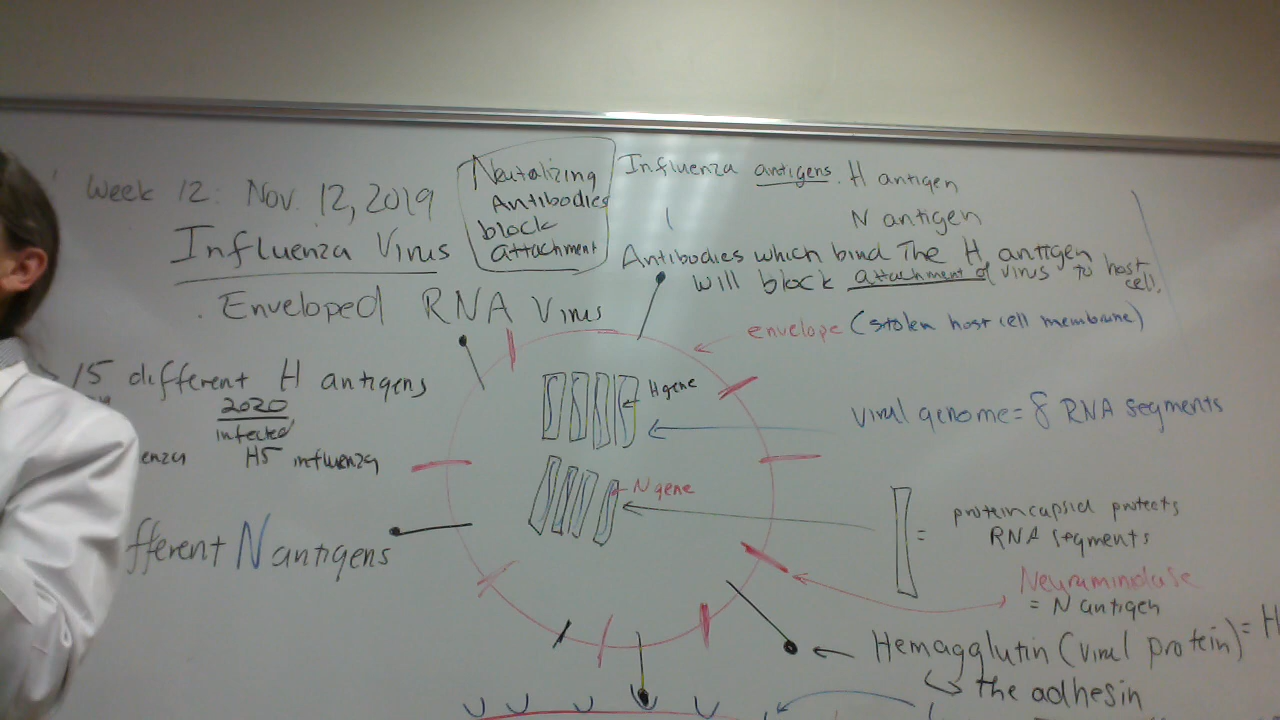 Week 12: Nov. 12, 2019
Influenza Virus
. Enveloped RNA Virus
Neutalizing
Antibodies
block
attachment
Influenza antigens. H antigen
N antigen
Antibodies which bind The H antigen
will block attachment of virus to host
cell.
envelope (stolen host cell membrane)
15 different H antigens
2020
infected
enza H5 influenza
fferent N antigens
H gene
N gene
viral genome = 8 RNA segments
= protein capsid protects
RNA segments
Neuraminidase
= N antigen
Hemagglutin (viral protein) = H
the adhesin